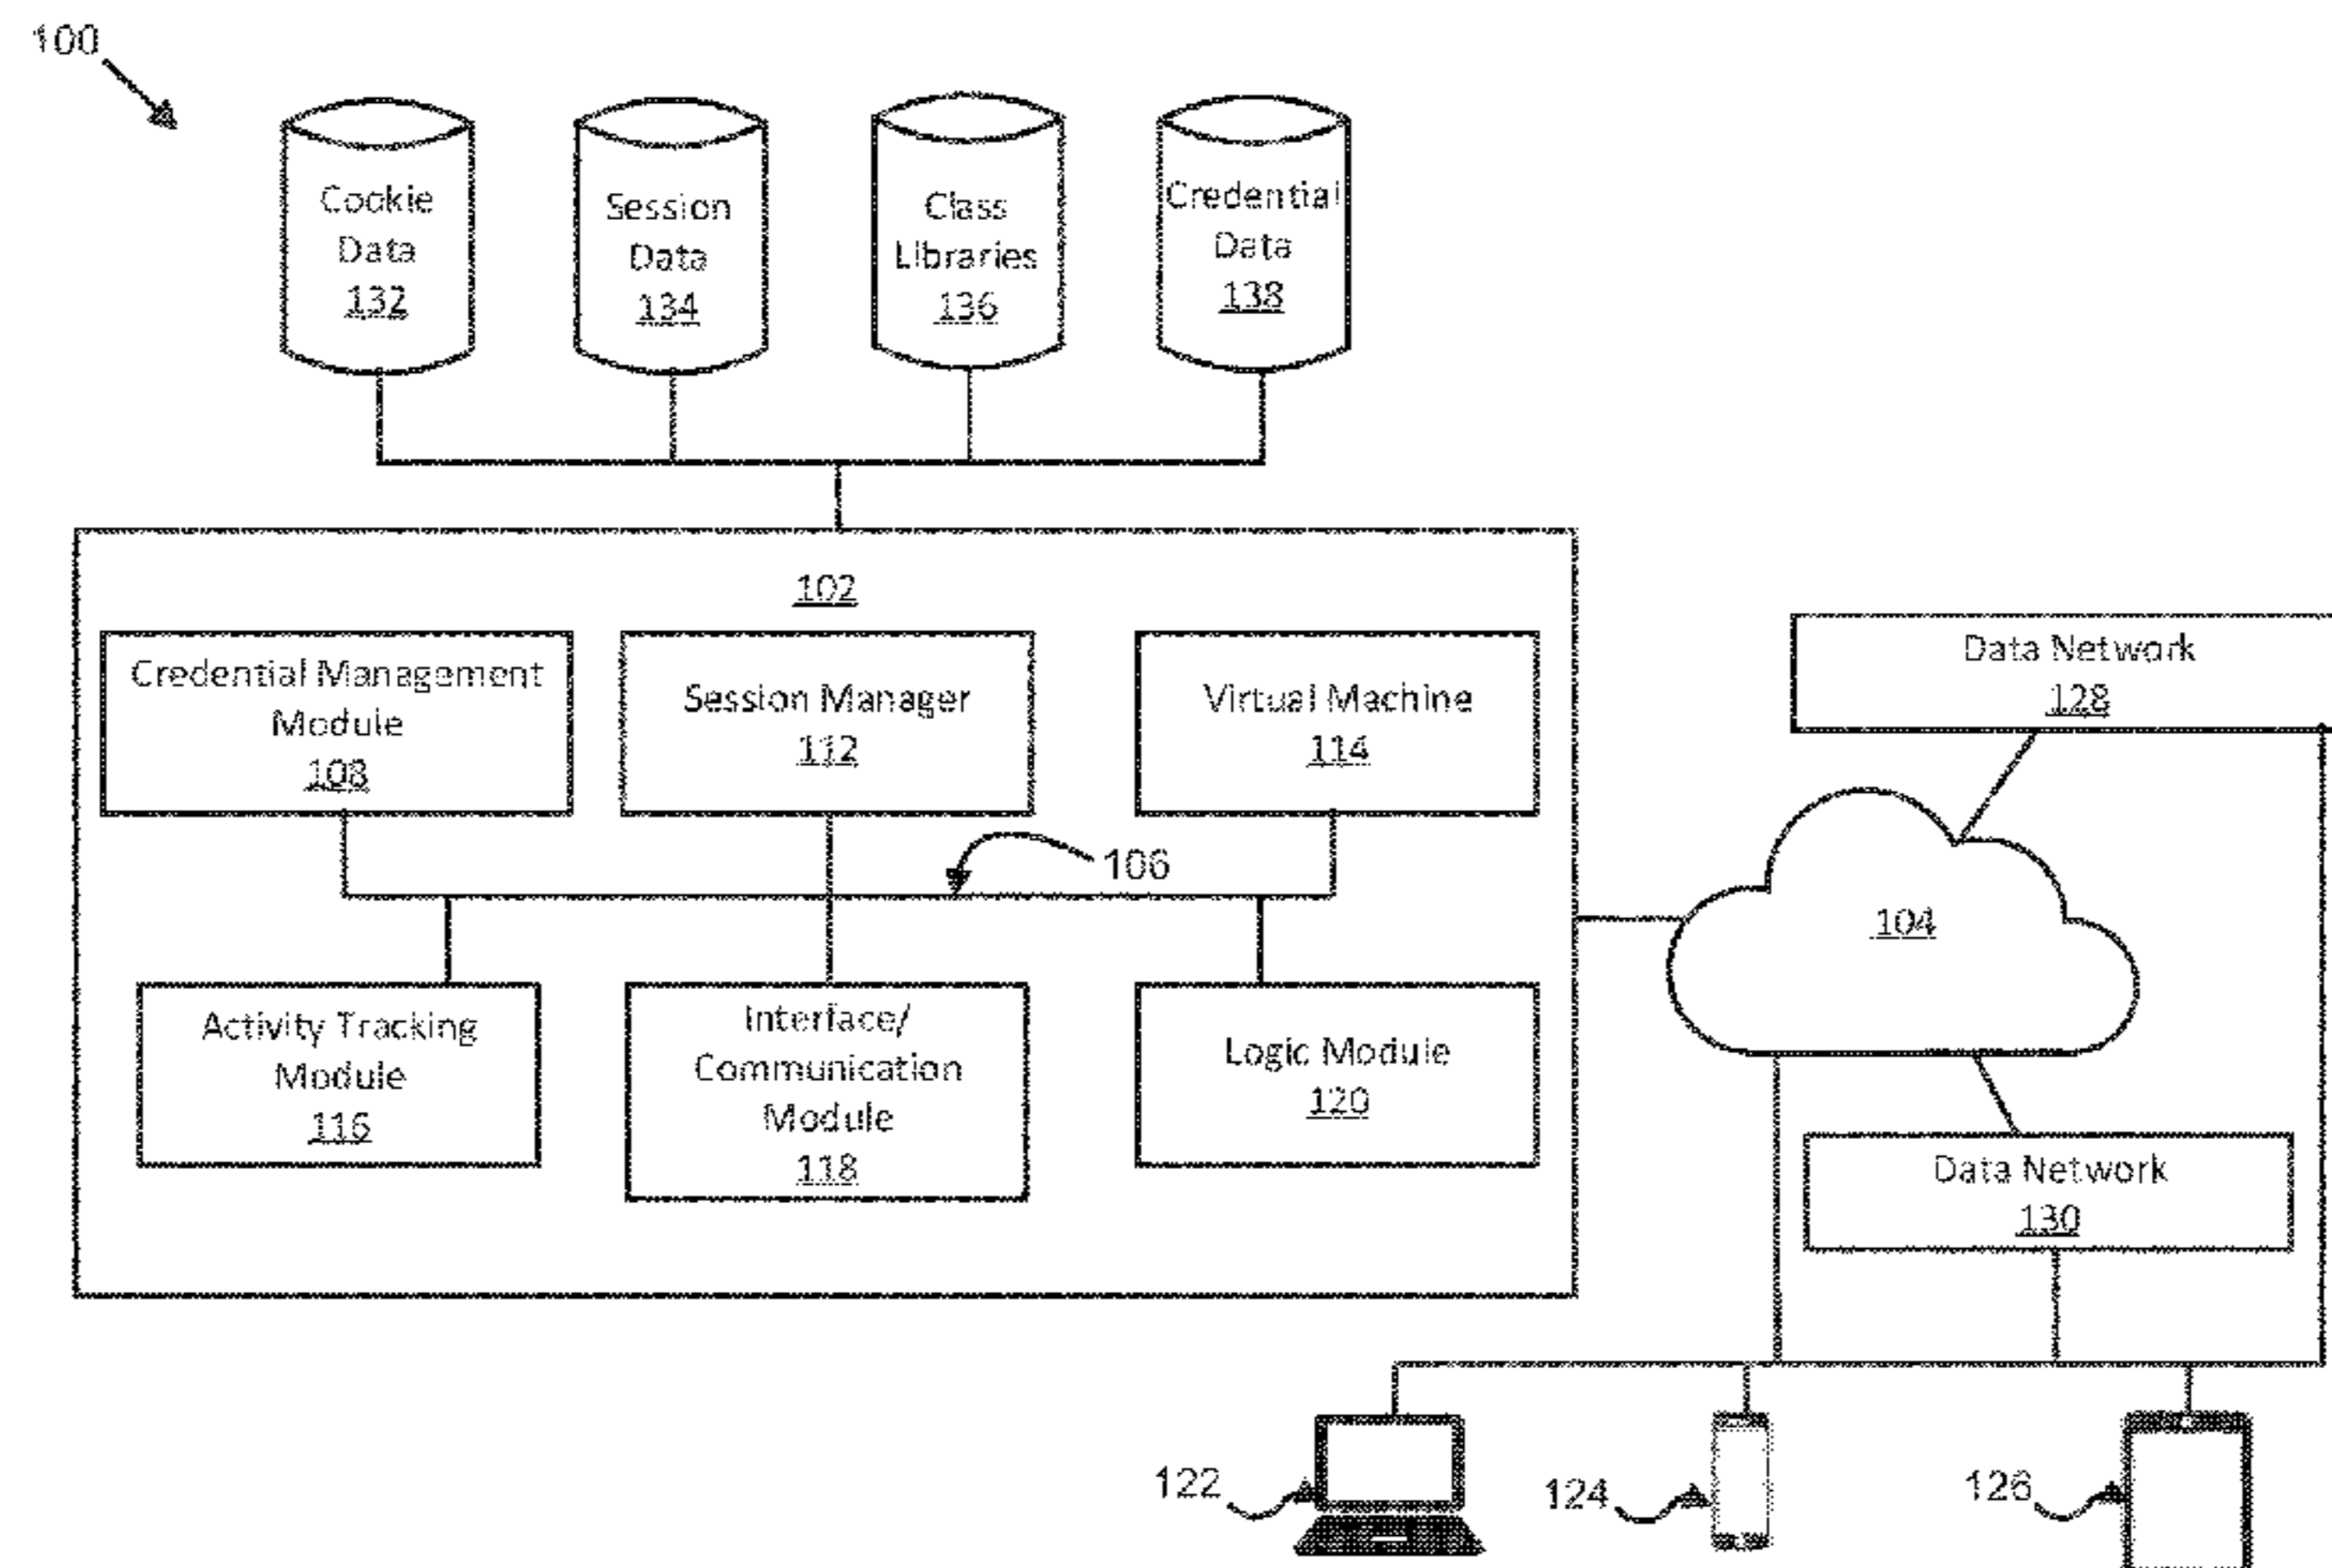 100
Cookie
Data
132
Session
Data
134
Class
Libraries
136
Credential
Data
138
102
Credential Management
Module
108
Session Manager
112
Virtual Machine
114
106
Activity Tracking
Module
116
Interface/
Communication
Module
118
Logic Module
120
Data Network
128
104
Data Network
130
122
124
126